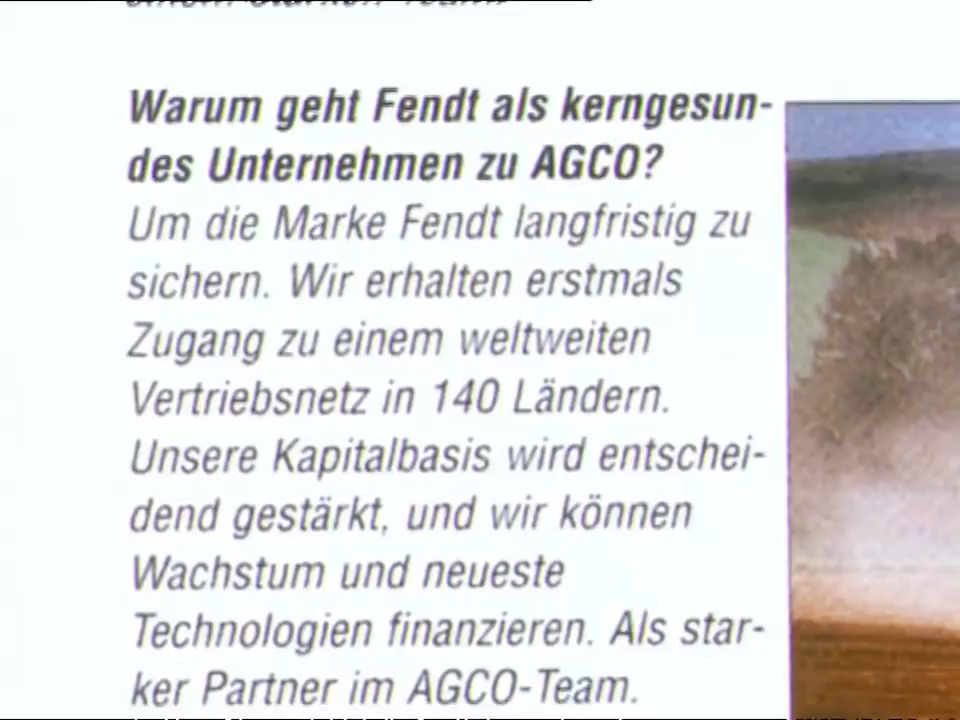 Warum geht Fendt als kerngesun-
des Unternehmen zu AGCO?
Um die Marke Fendt langfristig zu
sichern. Wir erhalten erstmals
Zugang zu einem weltweiten
Vertriebsnetz in 140 Ländern.
Unsere Kapitalbasis wird entschei-
dend gestärkt, und wir können
Wachstum und neueste
Technologien finanzieren. Als star-
ker Partner im AGCO-Team.